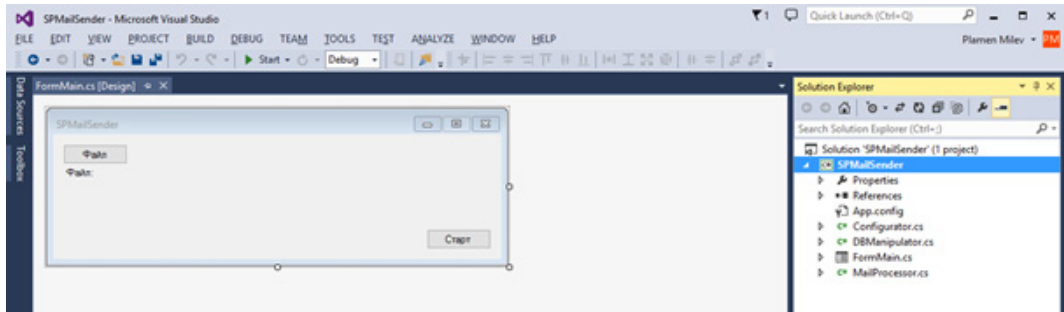 SPMailSender - Microsoft Visual Studio
1
Quick Launch (Ctrl+Q)
FILE EDIT VIEW PROJECT BUILD DEBUG TEAM TOOLS TEST ANALYZE WINDOW HELP
Plamen Milev PM
Start Debug
Data Sources
Toolbox
FormMain.cs [Design]
SPMailSender
Файл
Файл:
Старт
Solution Explorer
Search Solution Explorer (Ctrl+;)
Solution 'SPMailSender' (1 project)
SPMailSender
Properties
References
App.config
C# Configurator.cs
C# DBManipulator.cs
FormMain.cs
C# MailProcessor.cs